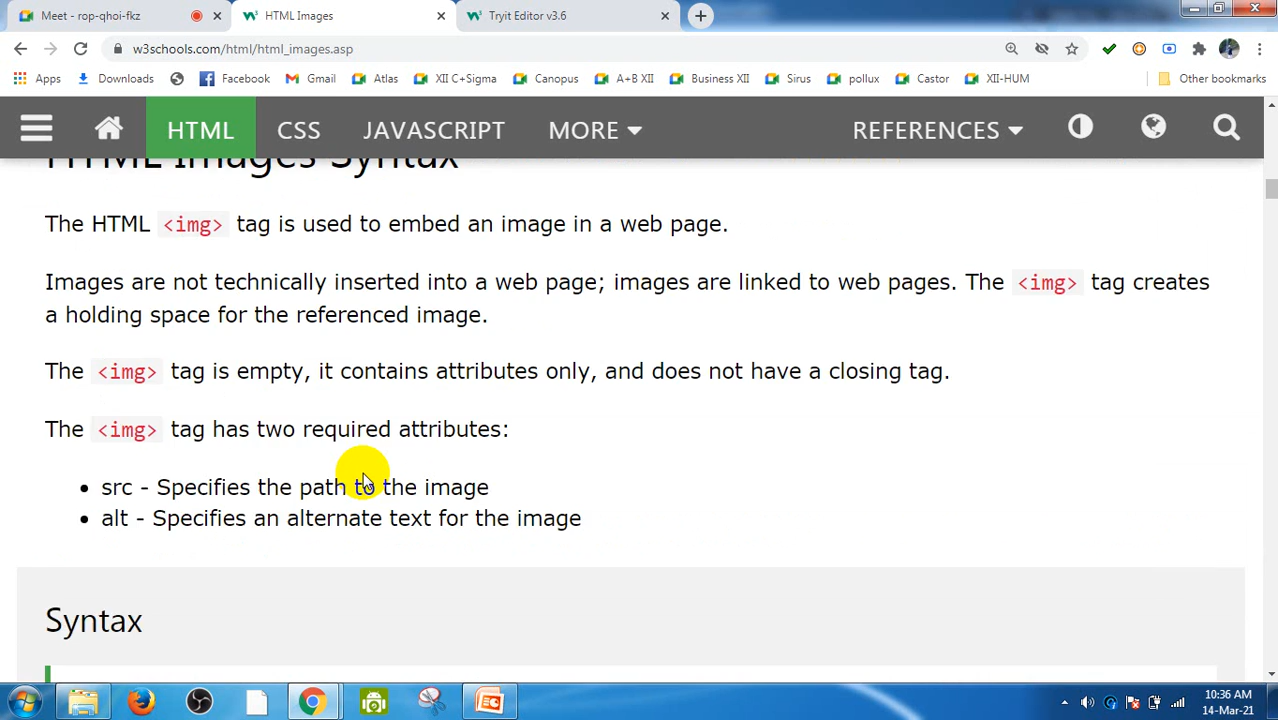 Meet - rop-qhoi-fkz
HTML Images
Tryit Editor v3.6
w3schools.com/html/html_images.asp
Apps
Downloads
Facebook
Gmail
Atlas
XII C+Sigma
Canopus
A+B XII
Business XII
Sirus
pollux
Castor
XII-HUM
Other bookmarks
HTML
CSS
JAVASCRIPT
MORE
REFERENCES
HTML Images Syntax
The HTML <img> tag is used to embed an image in a web page.
Images are not technically inserted into a web page; images are linked to web pages. The <img> tag creates
a holding space for the referenced image.
The <img> tag is empty, it contains attributes only, and does not have a closing tag.
The <img> tag has two required attributes:
• src - Specifies the path to the image
• alt - Specifies an alternate text for the image
Syntax
10:36 AM
14-Mar-21